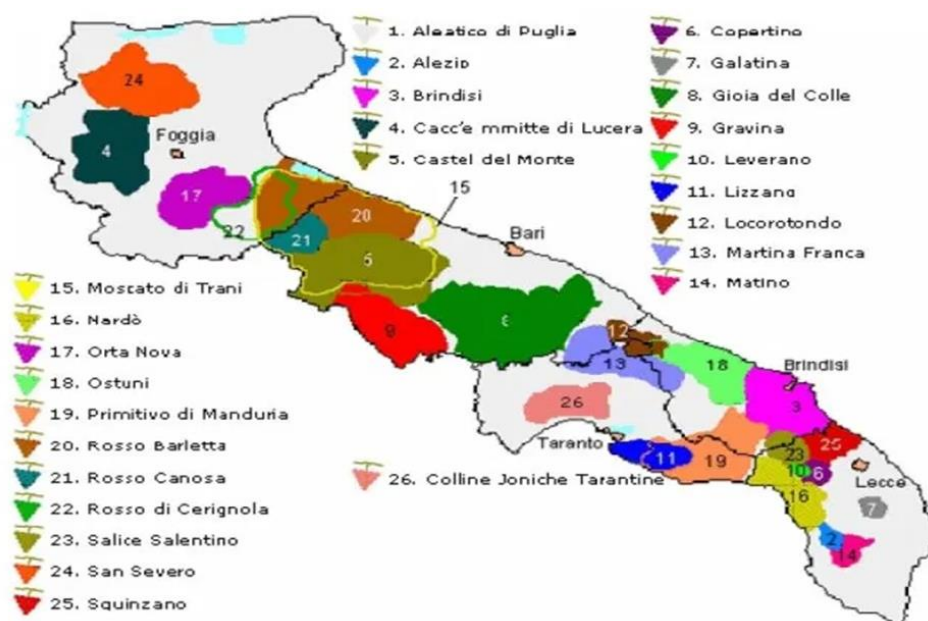 1. Aleatico di Puglia
2. Alezio
3. Brindisi
4. Cacc'e mmitte di Lucera
5. Castel del Monte
6. Copertino
7. Galatina
8. Gioia del Colle
9. Gravina
10. Leverano
11. Lizzano
12. Locorotondo
13. Martina Franca
14. Matino
15. Moscato di Trani
16. Nardò
17. Orta Nova
18. Ostuni
19. Primitivo di Manduria
20. Rosso Barletta
21. Rosso Canosa
22. Rosso di Cerignola
23. Salice Salentino
24. San Severo
25. Squinzano
26. Colline Joniche Tarantine
24
Foggia
4
17
22
20
15
21
5
Bari
9
8
12
13
18
Brindisi
3
26
Taranto
11
19
23
25
10
6
Lecce
16
7
2
14